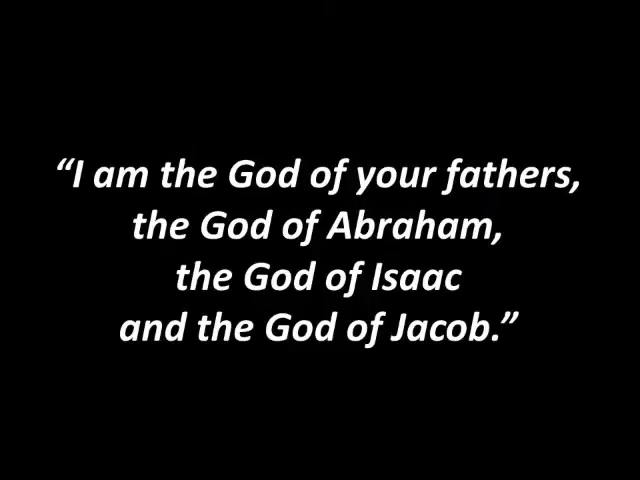 “I am the God of your fathers,
the God of Abraham,
the God of Isaac
and the God of Jacob.”